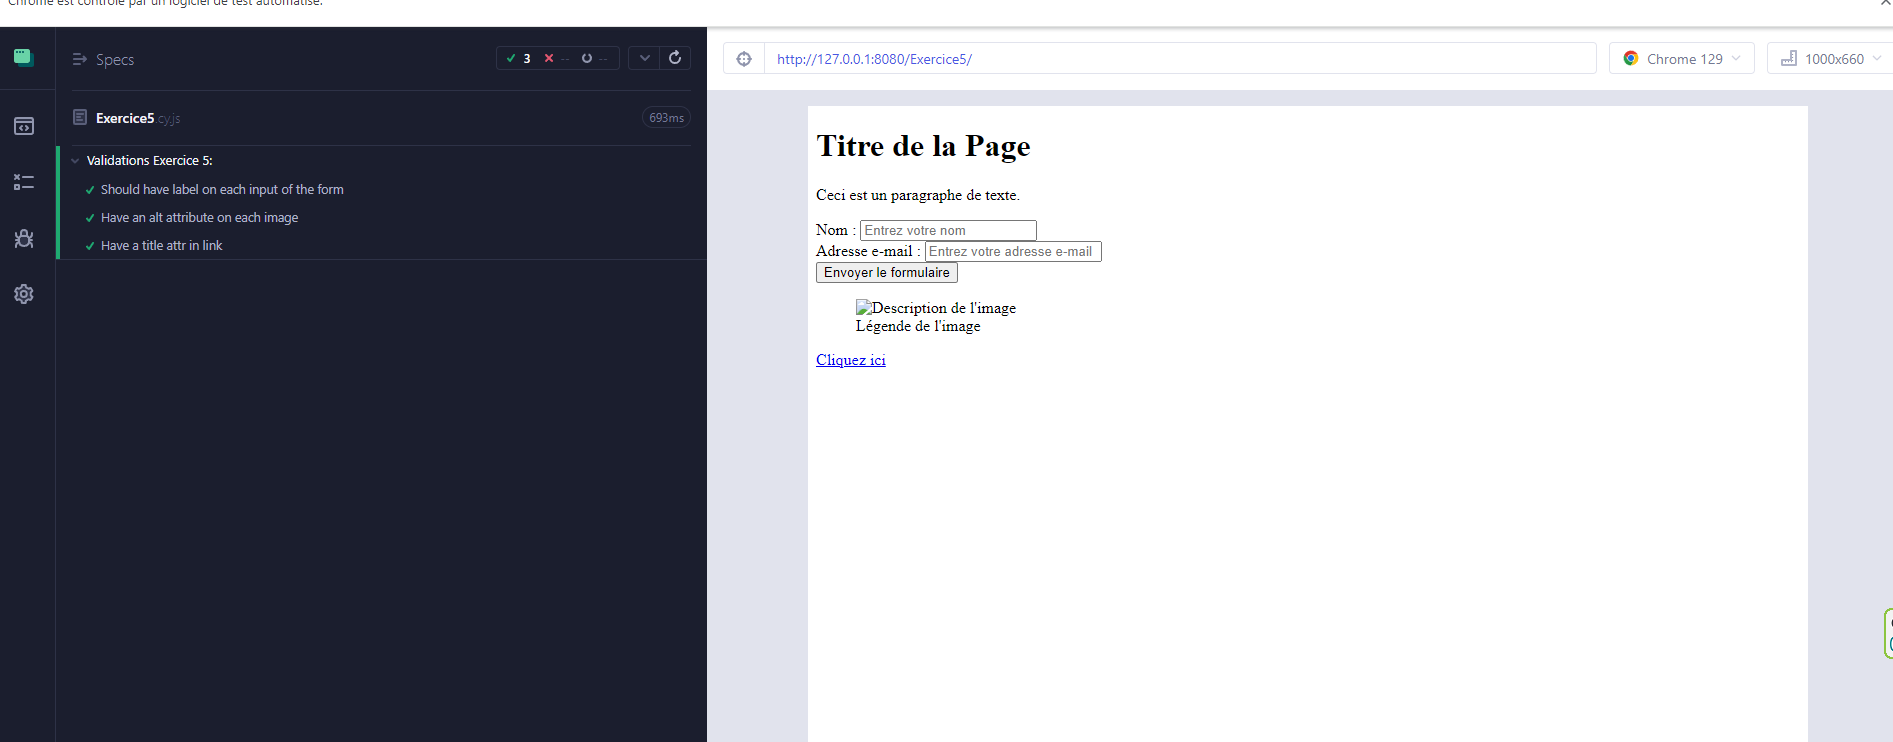 Chrome est contrôlé par un logiciel de test automatisé.
Specs
3 -- --
Exercice5.cy.js
693ms
Validations Exercice 5:
Should have label on each input of the form
Have an alt attribute on each image
Have a title attr in link
http://127.0.0.1:8080/Exercice5/
Chrome 129
1000x660
Titre de la Page
Ceci est un paragraphe de texte.
Nom : Entrez votre nom
Adresse e-mail : Entrez votre adresse e-mail
Envoyer le formulaire
Description de l'image
Légende de l'image
Cliquez ici